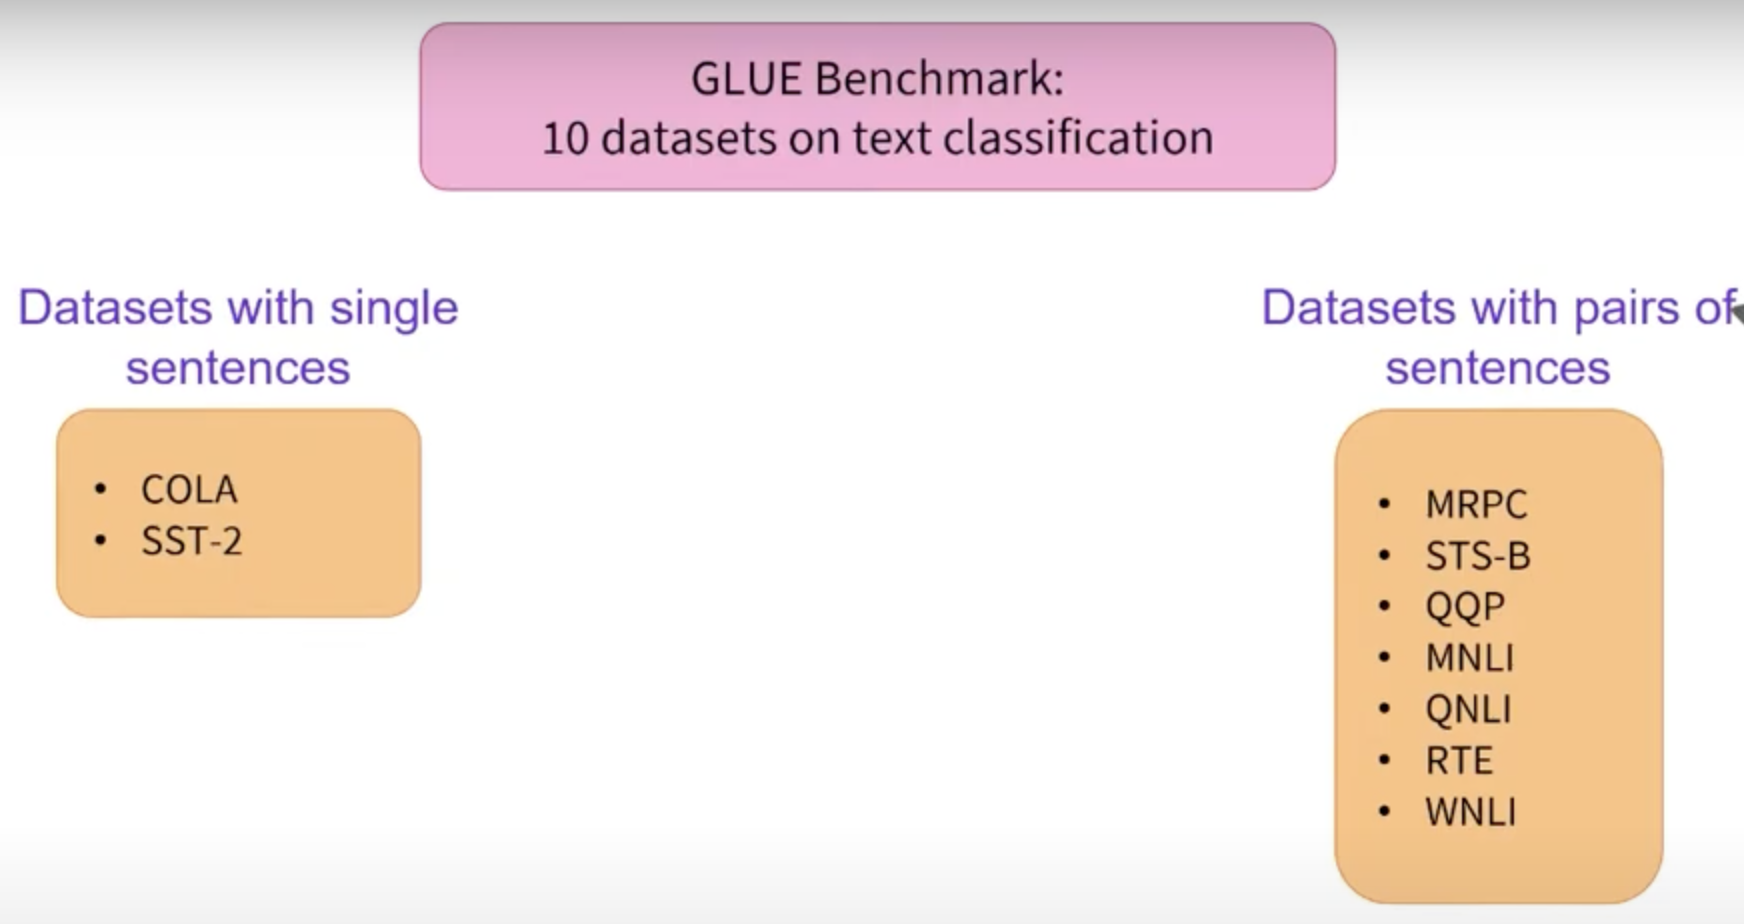 GLUE Benchmark:
10 datasets on text classification
Datasets with single
sentences
• COLA
• SST-2
Datasets with pairs of
sentences
• MRPC
• STS-B
• QQP
• MNLI
• QNLI
• RTE
• WNLI